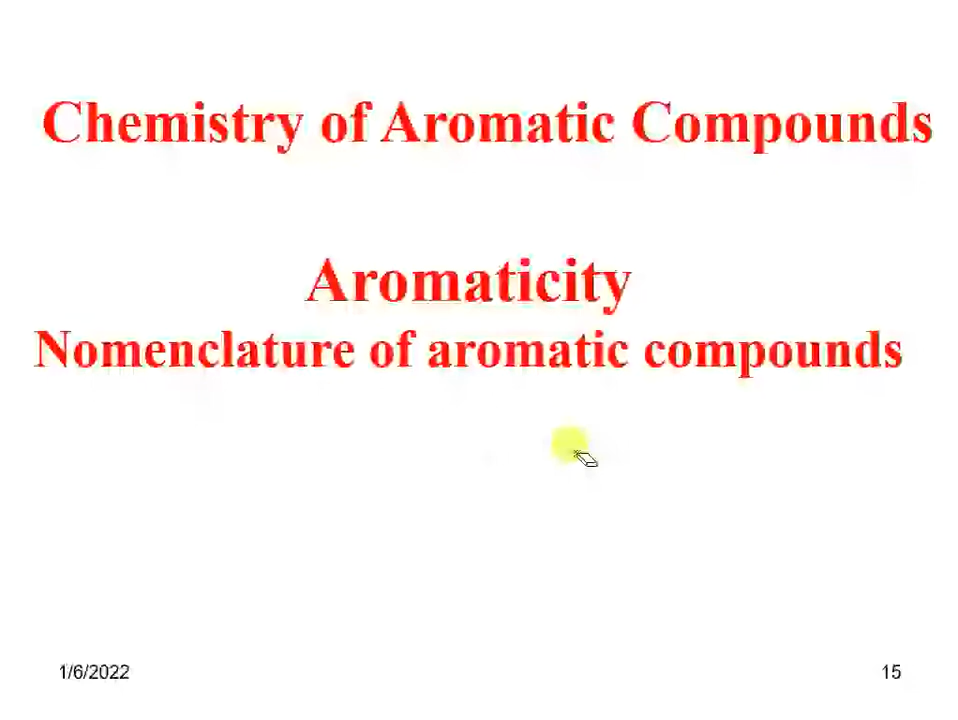 Chemistry of Aromatic Compounds
Aromaticity
Nomenclature of aromatic compounds
1/6/2022
15